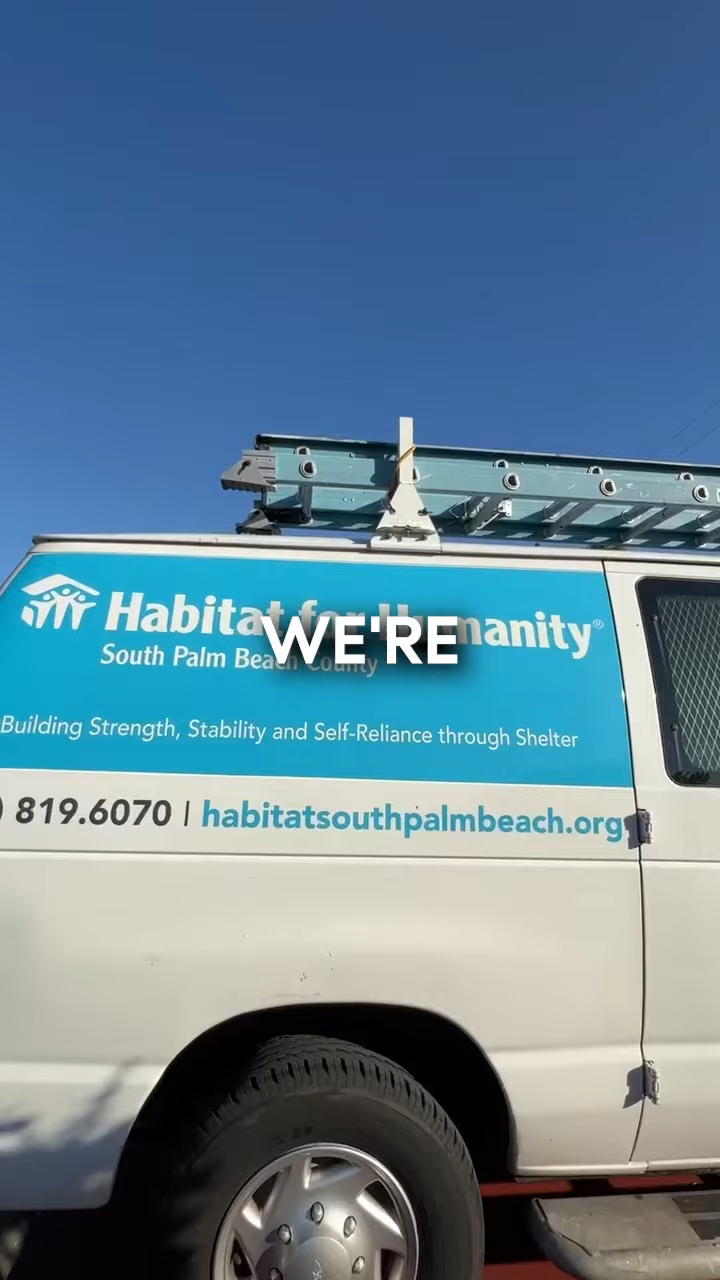 Habitat for Humanity®
WE'RE
South Palm Beach County
Building Strength, Stability and Self-Reliance through Shelter
) 819.6070 | habitatsouthpalmbeach.org